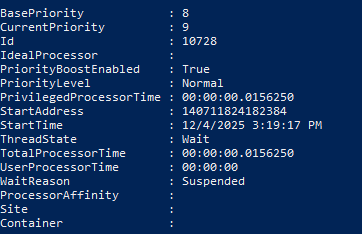 BasePriority : 8
CurrentPriority : 9
Id : 10728
IdealProcessor :
PriorityBoostEnabled : True
PriorityLevel : Normal
PrivilegedProcessorTime : 00:00:00.0156250
StartAddress : 140711824182384
StartTime : 12/4/2025 3:19:17 PM
ThreadState : Wait
TotalProcessorTime : 00:00:00.0156250
UserProcessorTime : 00:00:00
WaitReason : Suspended
ProcessorAffinity :
Site :
Container :